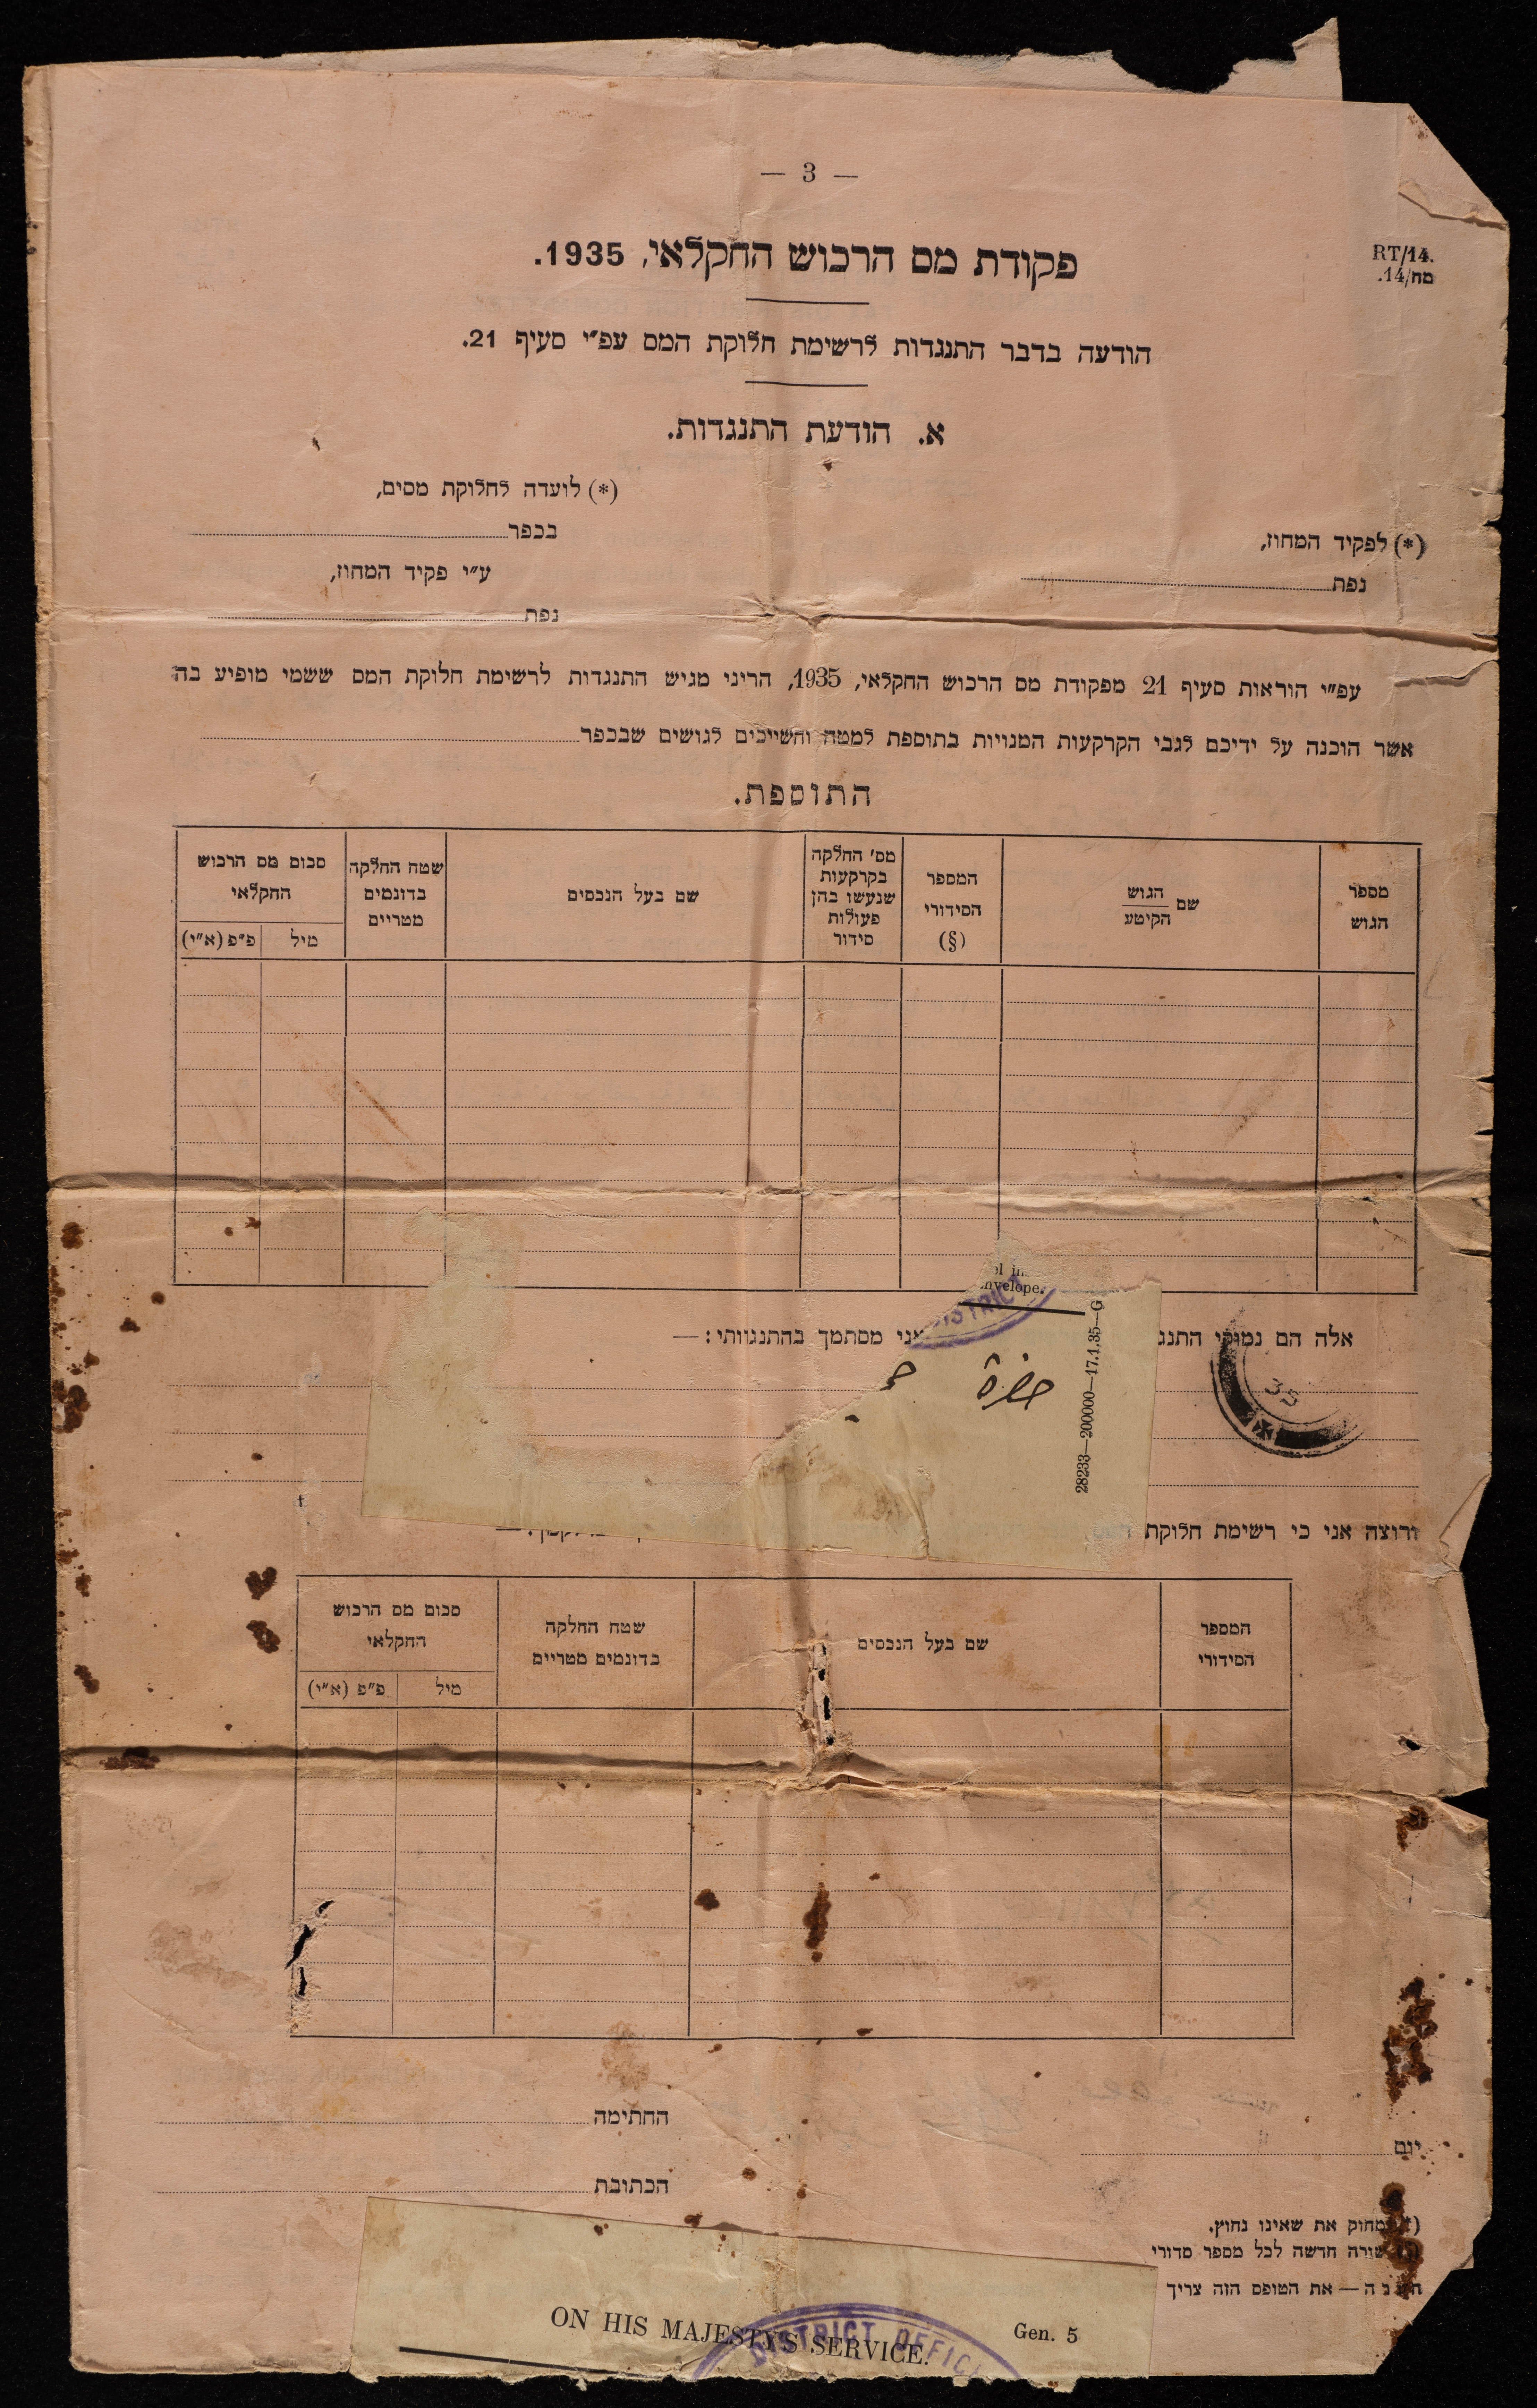 — 3 —
RT/14.
מח/14.
פקודת מס הרכוש החקלאי, 1935.
הודעה בדבר התנגדות לרשימת חלוקת המס עפ״י סעיף 21.
א. הודעת התנגדות.
(*) לפקיד המחוז,
נפת
(*) לועדה לחלוקת מסים,
בכפר
ע״י פקיד המחוז,
נפת
עפ״י הוראות סעיף 21 מפקודת מס הרכוש החקלאי, 1935, הריני מגיש התנגדות לרשימת חלוקת המס ששמי מופיע בה
אשר הוכנה על ידיכם לגבי הקרקעות המנויות בתוספת למטה והשייכים לגושים שבכפר
התוספת.
מספר הגוש
שם הגוש הקיטע
המספר הסידורי (§)
מס׳ החלקה בקרקעות שנעשו בהן פעולות סידור
שם בעל הנכסים
שטח החלקה בדונמים מטריים
סכום מס הרכוש החקלאי
מיל פ״פ (א״י)
envelope.
אלה הם נמוקי התנג
אני מסתמך בהתנגדותי: —
28233—200000—17.1.35—G
35
ורוצה אני כי רשימת חלוקת
המספר הסידורי
שם בעל הנכסים
שטח החלקה בדונמים מטריים
סכום מס הרכוש החקלאי
מיל פ״פ (א״י)
יום
החתימה
הכתובת
מחוק את שאינו נחוץ.
שורה חדשה לכל מספר סדורי
— את הטופס הזה צריך
Gen. 5
ON HIS MAJESTY'S SERVICE.
DISTRICT OFFIC